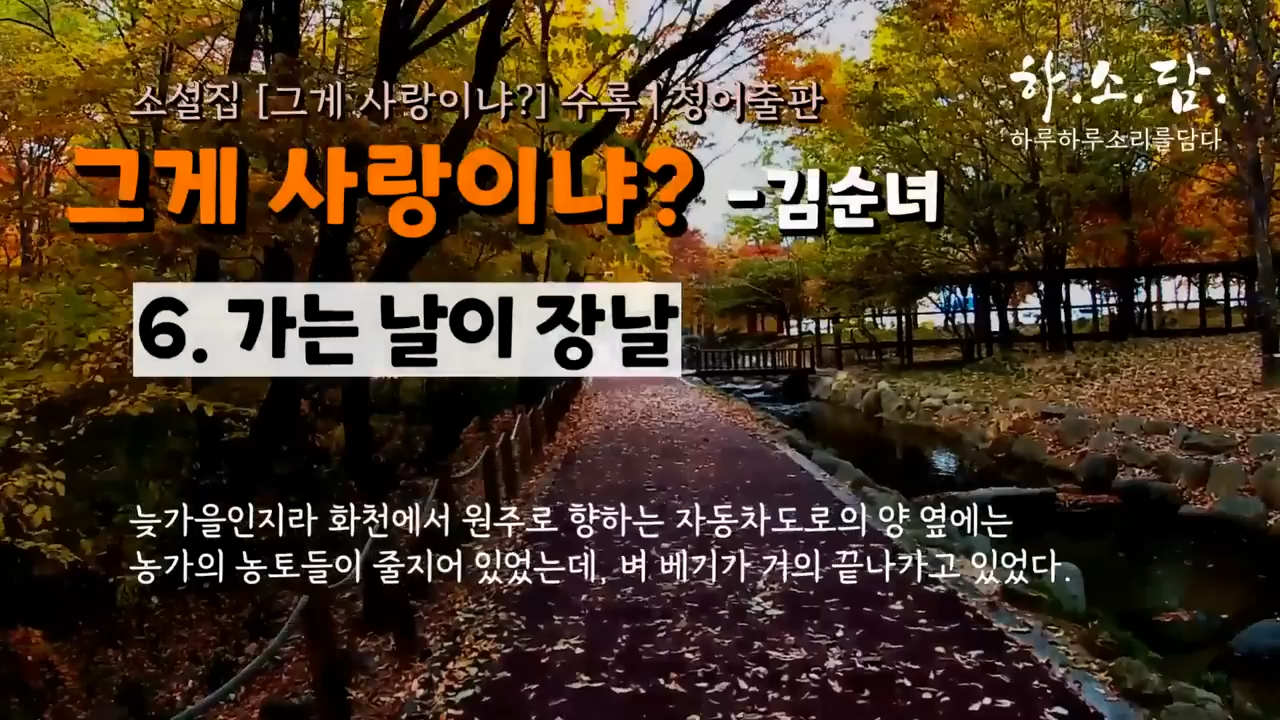 소설집 [그게 사랑이냐?] 수록 | 청어출판
하.소.담.
하루하루소리를담다
그게 사랑이냐? -김순녀
6. 가는 날이 장날
늦가을인지라 화천에서 원주로 향하는 자동차도로의 양 옆에는
농가의 농토들이 줄지어 있었는데, 벼 베기가 거의 끝나가고 있었다.